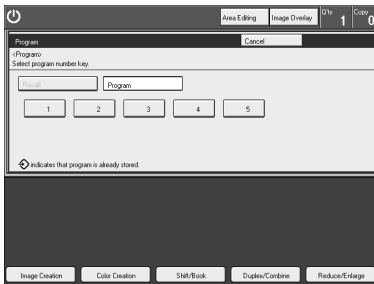 Area Editing Image Overlay Q'ty 1 Copy 0
Program Cancel
<Program>
Select program number key.
Recall Program
1 2 3 4 5
indicates that program is already stored.
Image Creation Color Creation Shift/Book Duplex/Combine Reduce/Enlarge